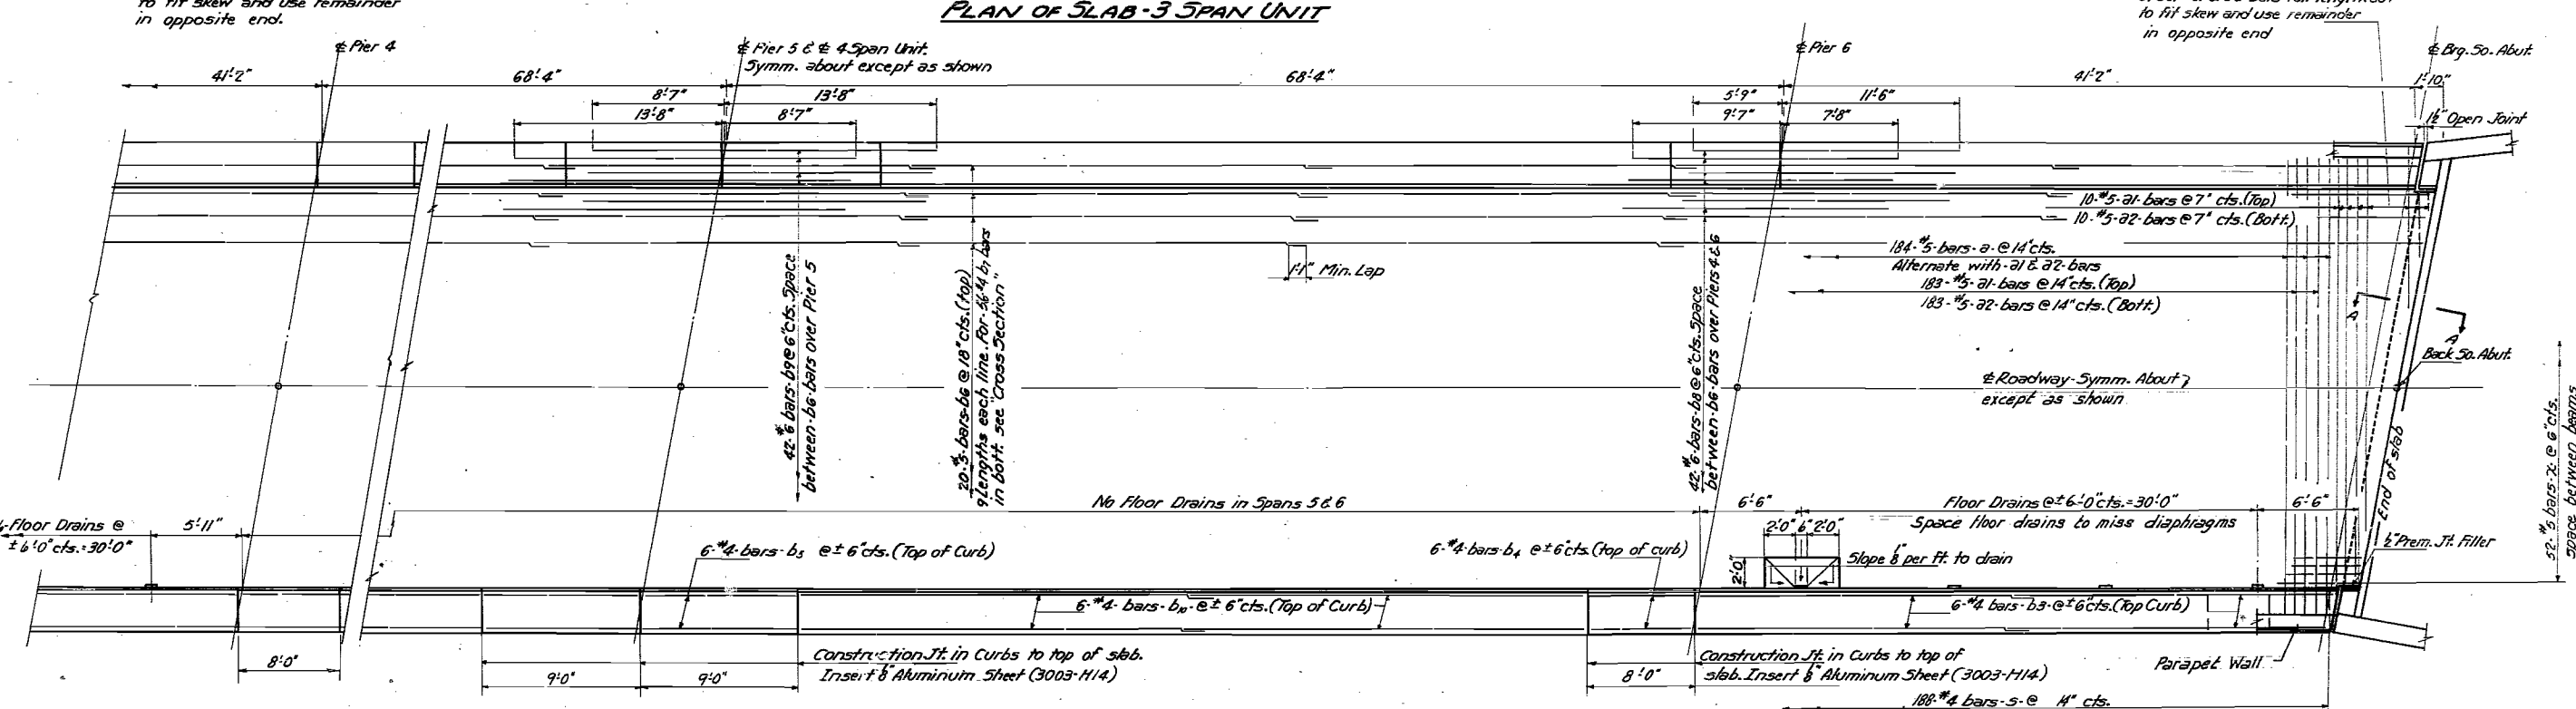 to fit skew and use remainder
in opposite end.
PLAN OF SLAB-3 SPAN UNIT
to fit skew and use remainder
in opposite end
℄ Pier 4
℄ Pier 5 & ℄ 4 Span Unit.
Symm. about except as shown
℄ Pier 6
℄ Brg. So. Abut.
41'-2"
68'-4"
68'-4"
41'-2"
1'-10"
8'-7"
13'-8"
5'-9"
11'-6"
13'-8"
8'-7"
9'-7"
7'-8"
1½" Open Joint
10-#5-a1-bars @ 7" cts. (Top)
10-#5-a2-bars @ 7" cts. (Bott.)
184-#5-bars-a-@ 14" cts.
Alternate with-a1 & a2-bars
183-#5-a1-bars @ 14" cts. (Top)
183-#5-a2-bars @ 14" cts. (Bott.)
1'-1" Min. Lap
42-#6 bars-b9 @ 6" cts. Space
between-b6-bars over Pier 5
20-#5-bars-b6 @ 18" cts. (top)
9 Lengths each line. For-56-#4 b7 bars
in bott. see "Cross Section"
42-#6-bars-b8 @ 6" cts. Space
between-b6-bars over Piers 4 & 6
A
A
Back So. Abut.
℄ Roadway-Symm. About
except as shown
End of slab
52-#5-bars-x @ 6" cts.
Space between beams
Floor Drains @
± 6'-0" cts. = 30'-0"
5'-11"
No Floor Drains in Spans 5 & 6
6'-6"
Floor Drains @ ± 6'-0" cts. = 30'-0"
6'-6"
Space floor drains to miss diaphragms
2'-0" 6" 2'-0"
2'-0"
Slope ⅛" per ft. to drain
½" Prem. Jt. Filler
6-#4-bars-b5 @ ± 6" cts. (Top of Curb)
6-#4-bars-b4 @ ± 6" cts. (top of curb)
6-#4-bars-b10-@ ± 6" cts. (Top of Curb)
6-#4 bars-b3-@ ± 6" cts. (Top Curb)
8'-0"
9'-0"
9'-0"
Construction Jt. in Curbs to top of slab.
Insert ⅛" Aluminum Sheet (3003-H14)
8'-0"
Construction Jt. in Curbs to top of
slab. Insert ⅛" Aluminum Sheet (3003-H14)
Parapet Wall
188-#4 bars-s-@ 14" cts.